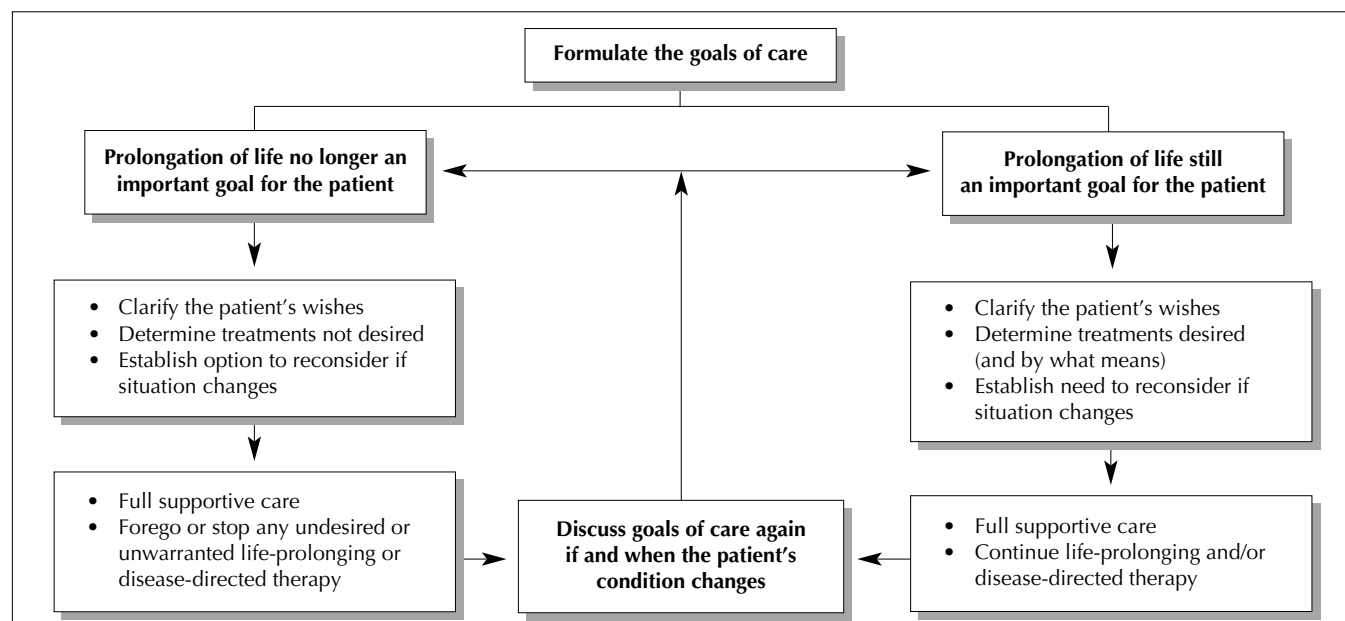 Formulate the goals of care
Prolongation of life no longer an
important goal for the patient
Prolongation of life still
an important goal for the patient
• Clarify the patient’s wishes
• Determine treatments not desired
• Establish option to reconsider if
situation changes
• Clarify the patient’s wishes
• Determine treatments desired
(and by what means)
• Establish need to reconsider if
situation changes
• Full supportive care
• Forego or stop any undesired or
unwarranted life-prolonging or
disease-directed therapy
Discuss goals of care again
if and when the patient’s
condition changes
• Full supportive care
• Continue life-prolonging and/or
disease-directed therapy